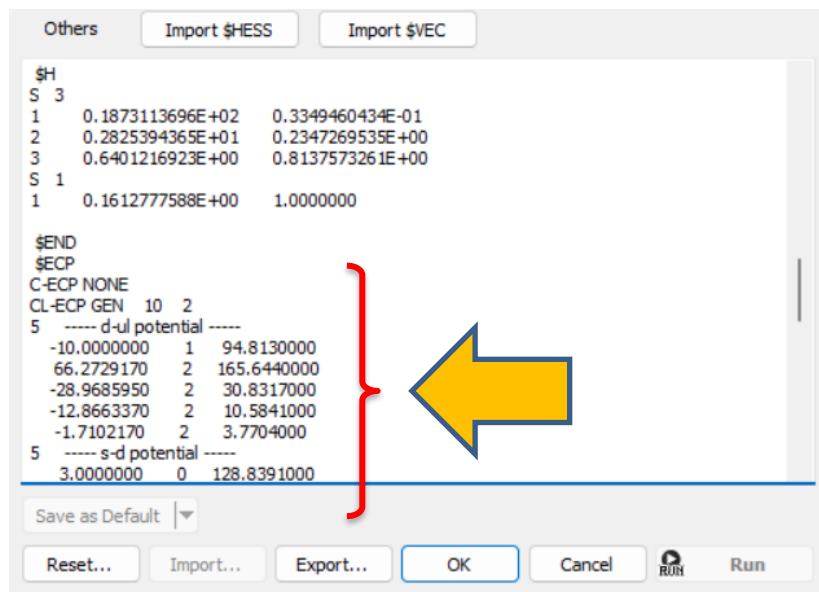 Others Import $HESS Import $VEC
$H
S 3
1 0.1873113696E+02 0.3349460434E-01
2 0.2825394365E+01 0.2347269535E+00
3 0.6401216923E+00 0.8137573261E+00
S 1
1 0.1612777588E+00 1.0000000
$END
$ECP
C-ECP NONE
CL-ECP GEN 10 2
5 ----- d-ul potential -----
-10.0000000 1 94.8130000
66.2729170 2 165.6440000
-28.9685950 2 30.8317000
-12.8663370 2 10.5841000
-1.7102170 2 3.7704000
5 ----- s-d potential -----
3.0000000 0 128.8391000
Save as Default
Reset... Import... Export... OK Cancel RUN Run